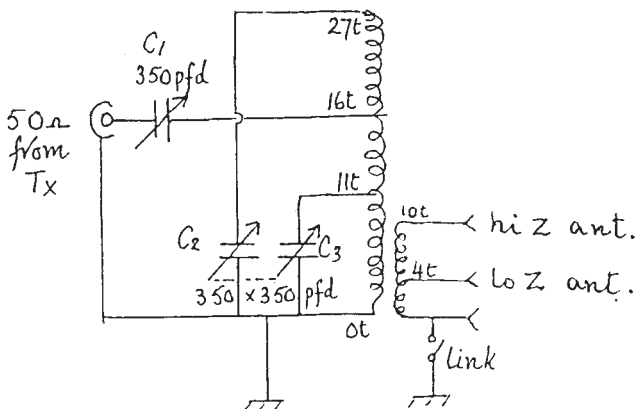 27t
C1
350pfd
16t
50Ω
from
Tx
11t
10t
hi Z ant.
C2
C3
4t
lo Z ant.
350 x 350 pfd
0t
link